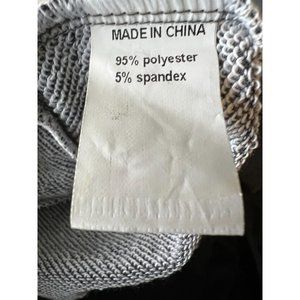 MADE IN CHINA
95% polyester
5% spandex